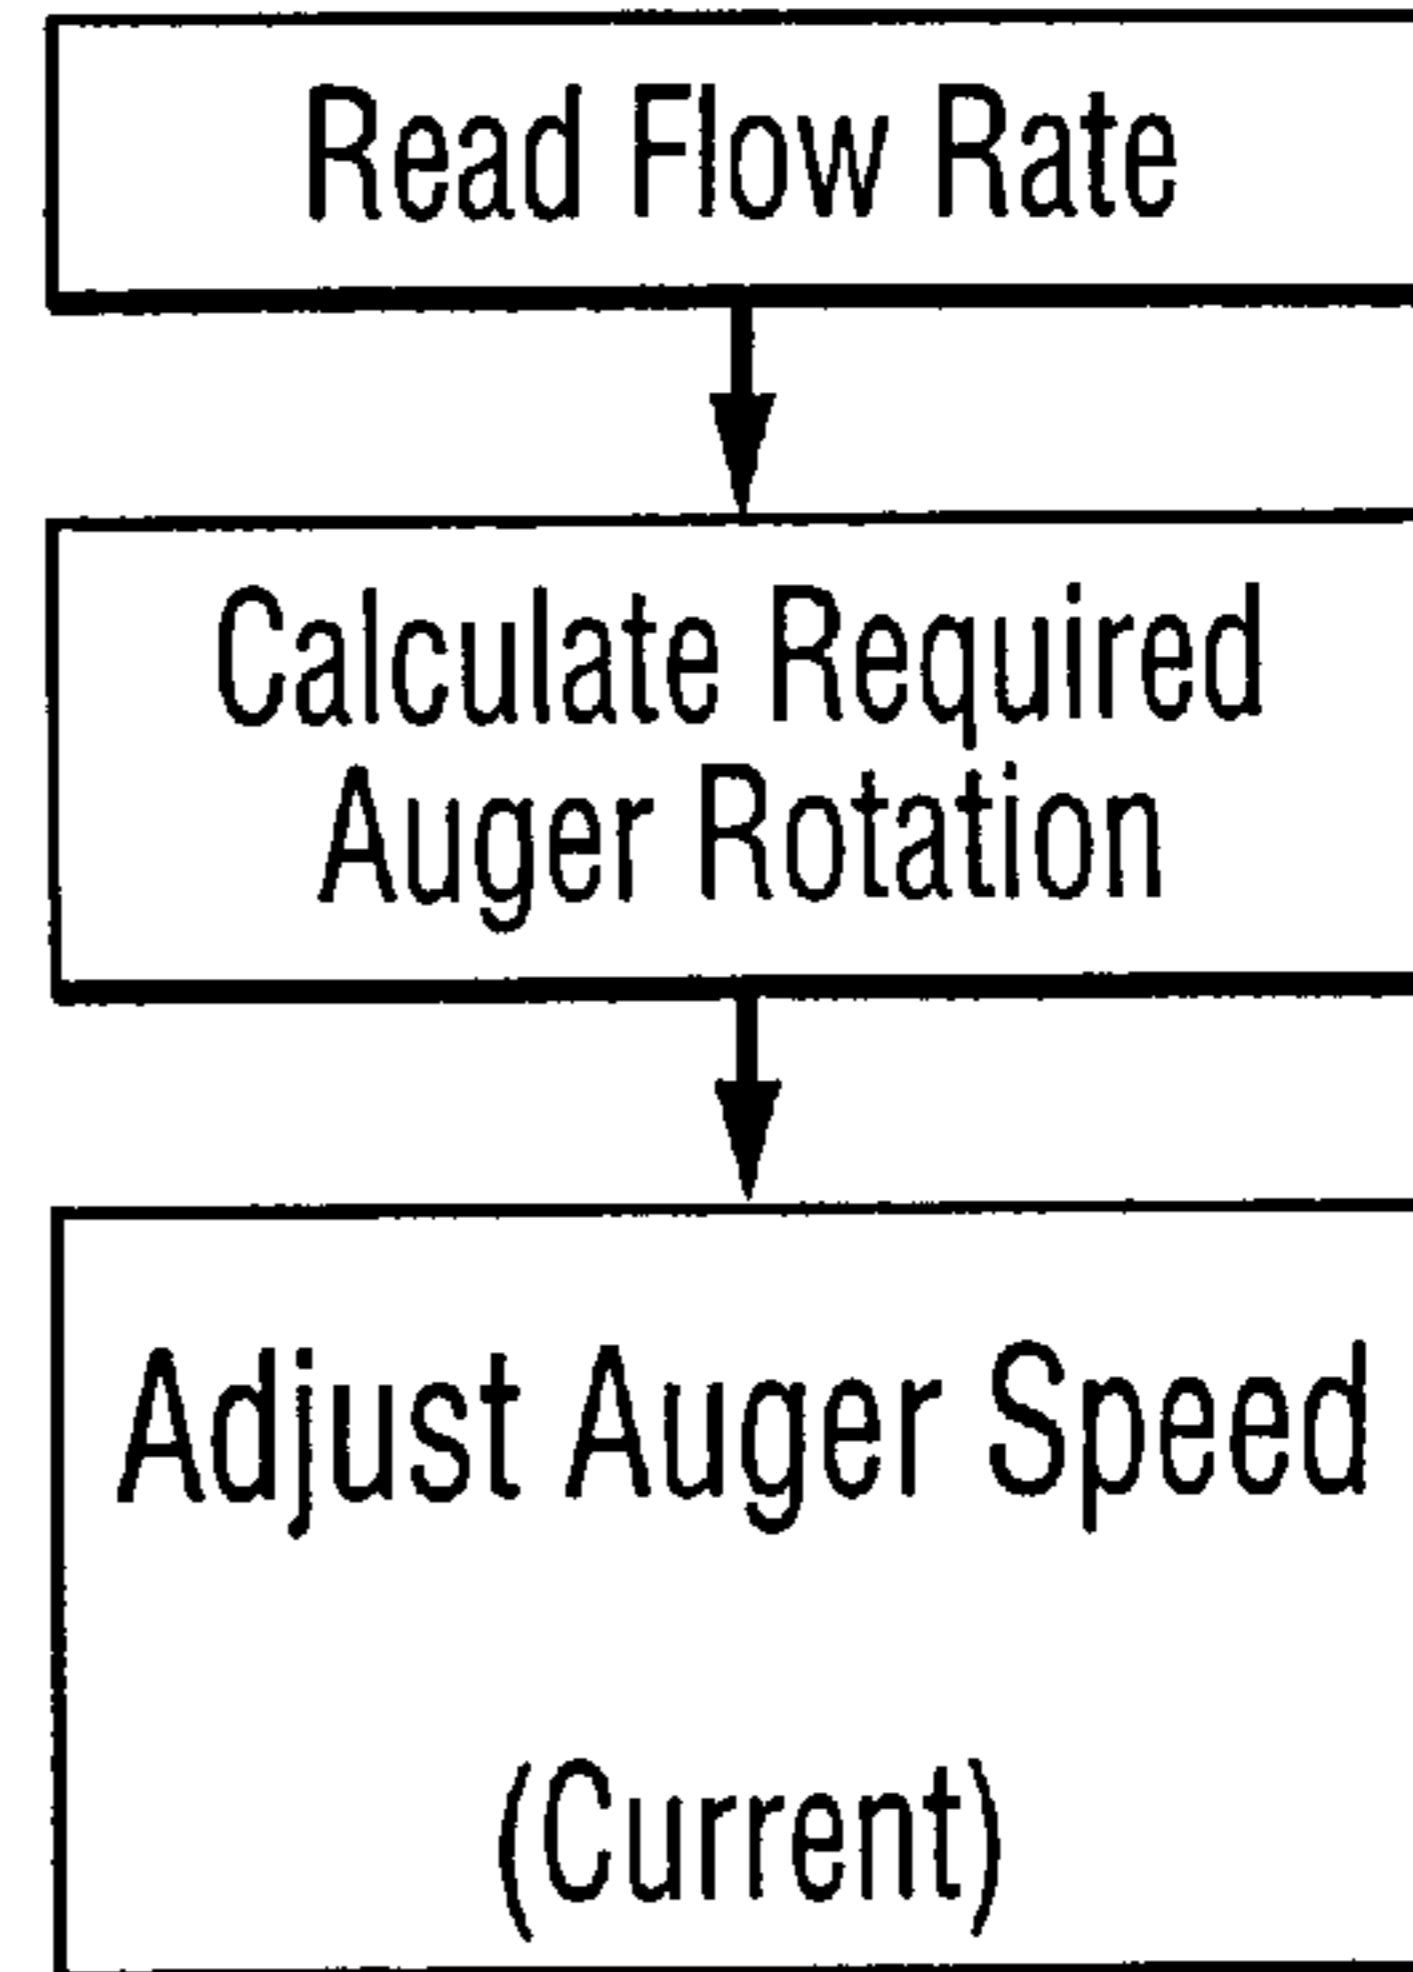 Read Flow Rate
Calculate Required
Auger Rotation
Adjust Auger Speed
(Current)